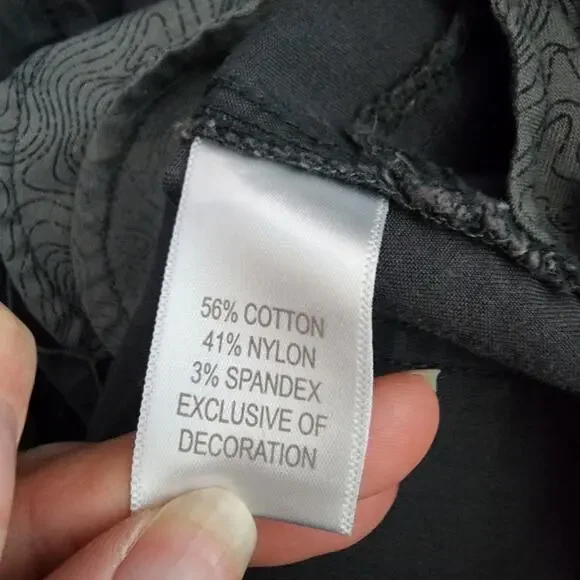 56% COTTON
41% NYLON
3% SPANDEX
EXCLUSIVE OF
DECORATION